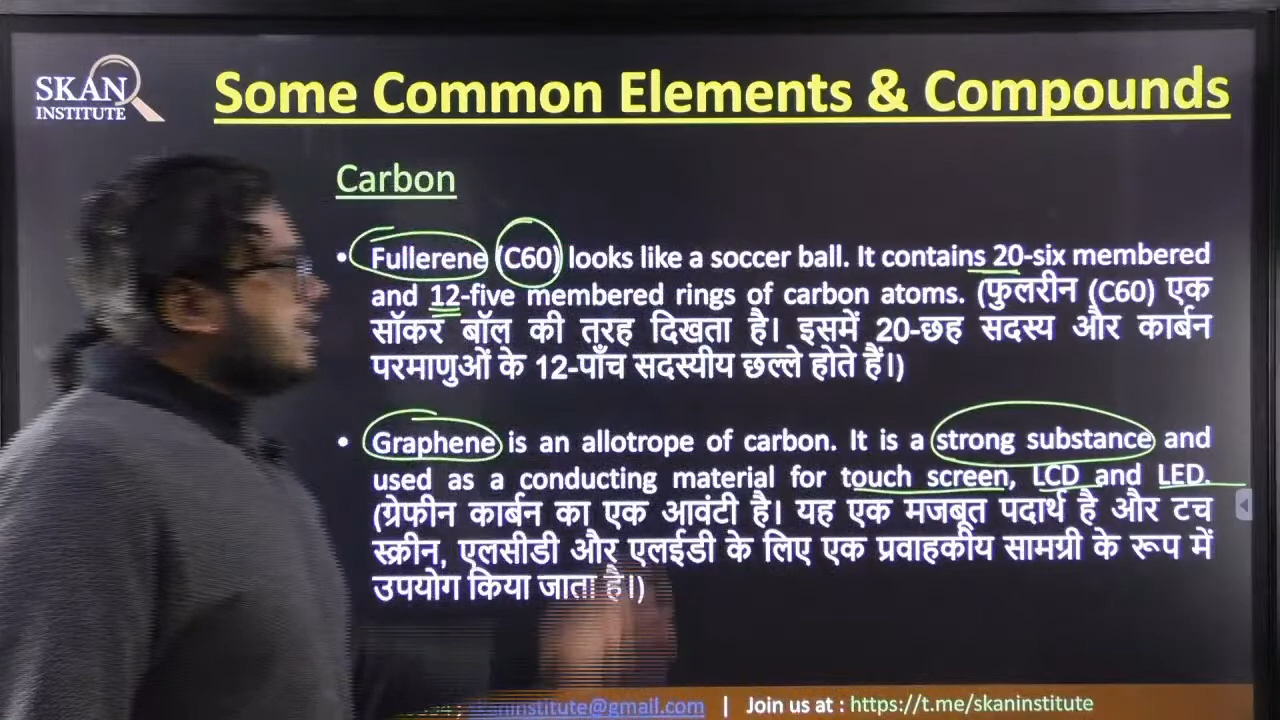 SKAN
INSTITUTE
Some Common Elements & Compounds
Carbon
• Fullerene (C60) looks like a soccer ball. It contains 20-six membered
and 12-five membered rings of carbon atoms. (फुलरीन (C60) एक
सॉकर बॉल की तरह दिखता है। इसमें 20-छह सदस्य और कार्बन
परमाणुओं के 12-पाँच सदस्यीय छल्ले होते हैं।)
• Graphene is an allotrope of carbon. It is a strong substance and
used as a conducting material for touch screen, LCD and LED.
(ग्रेफीन कार्बन का एक आवंटी है। यह एक मजबूत पदार्थ है और टच
स्क्रीन, एलसीडी और एलईडी के लिए एक प्रवाहकीय सामग्री के रूप में
उपयोग किया जाता है।)
skaninstitute@gmail.com | Join us at : https://t.me/skaninstitute